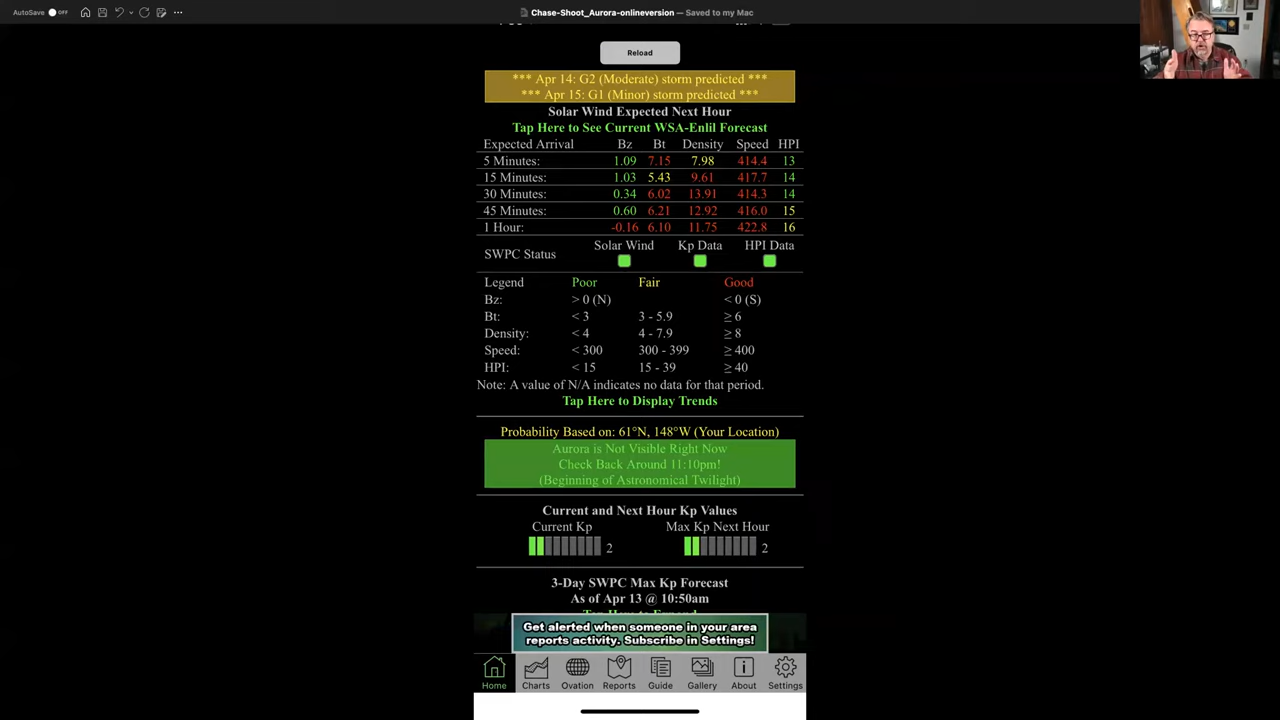 AutoSave OFF
Chase-Shoot_Aurora-onlineversion — Saved to my Mac
Reload
*** Apr 14: G2 (Moderate) storm predicted ***
*** Apr 15: G1 (Minor) storm predicted ***
Solar Wind Expected Next Hour
Tap Here to See Current WSA-Enlil Forecast
Expected Arrival Bz Bt Density Speed HPI
5 Minutes: 1.09 7.15 7.98 414.4 13
15 Minutes: 1.03 5.43 9.61 417.7 14
30 Minutes: 0.34 6.02 13.91 414.3 14
45 Minutes: 0.60 6.21 12.92 416.0 15
1 Hour: -0.16 6.10 11.75 422.8 16
SWPC Status Solar Wind Kp Data HPI Data
Legend Poor Fair Good
Bz: > 0 (N) < 0 (S)
Bt: < 3 3 - 5.9 ≥ 6
Density: < 4 4 - 7.9 ≥ 8
Speed: < 300 300 - 399 ≥ 400
HPI: < 15 15 - 39 ≥ 40
Note: A value of N/A indicates no data for that period.
Tap Here to Display Trends
Probability Based on: 61°N, 148°W (Your Location)
Aurora is Not Visible Right Now
Check Back Around 11:10pm!
(Beginning of Astronomical Twilight)
Current and Next Hour Kp Values
Current Kp Max Kp Next Hour
2 2
3-Day SWPC Max Kp Forecast
As of Apr 13 @ 10:50am
Tap Here to Expand
Get alerted when someone in your area
reports activity. Subscribe in Settings!
Home Charts Ovation Reports Guide Gallery About Settings